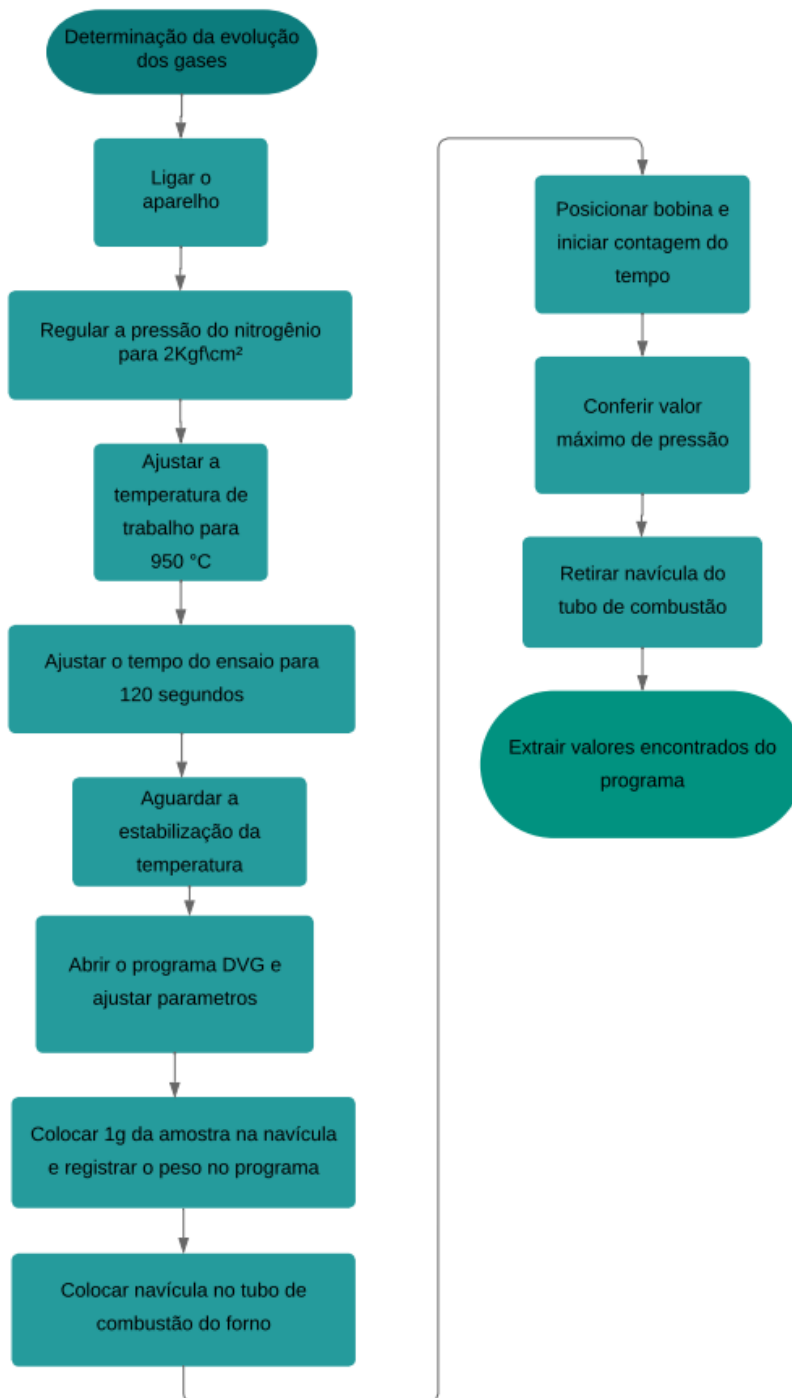 Determinação da evolução
dos gases
Ligar o
aparelho
Regular a pressão do nitrogênio
para 2Kgf\cm²
Ajustar a
temperatura de
trabalho para
950 °C
Ajustar o tempo do ensaio para
120 segundos
Aguardar a
estabilização da
temperatura
Abrir o programa DVG e
ajustar parametros
Colocar 1g da amostra na navícula
e registrar o peso no programa
Colocar navícula no tubo de
combustão do forno
Posicionar bobina e
iniciar contagem do
tempo
Conferir valor
máximo de pressão
Retirar navícula do
tubo de combustão
Extrair valores encontrados do
programa